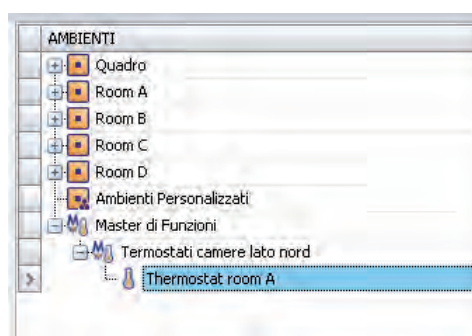 AMBIENTI
Quadro
Room A
Room B
Room C
Room D
Ambienti Personalizzati
Master di Funzioni
Termostati camere lato nord
Thermostat room A